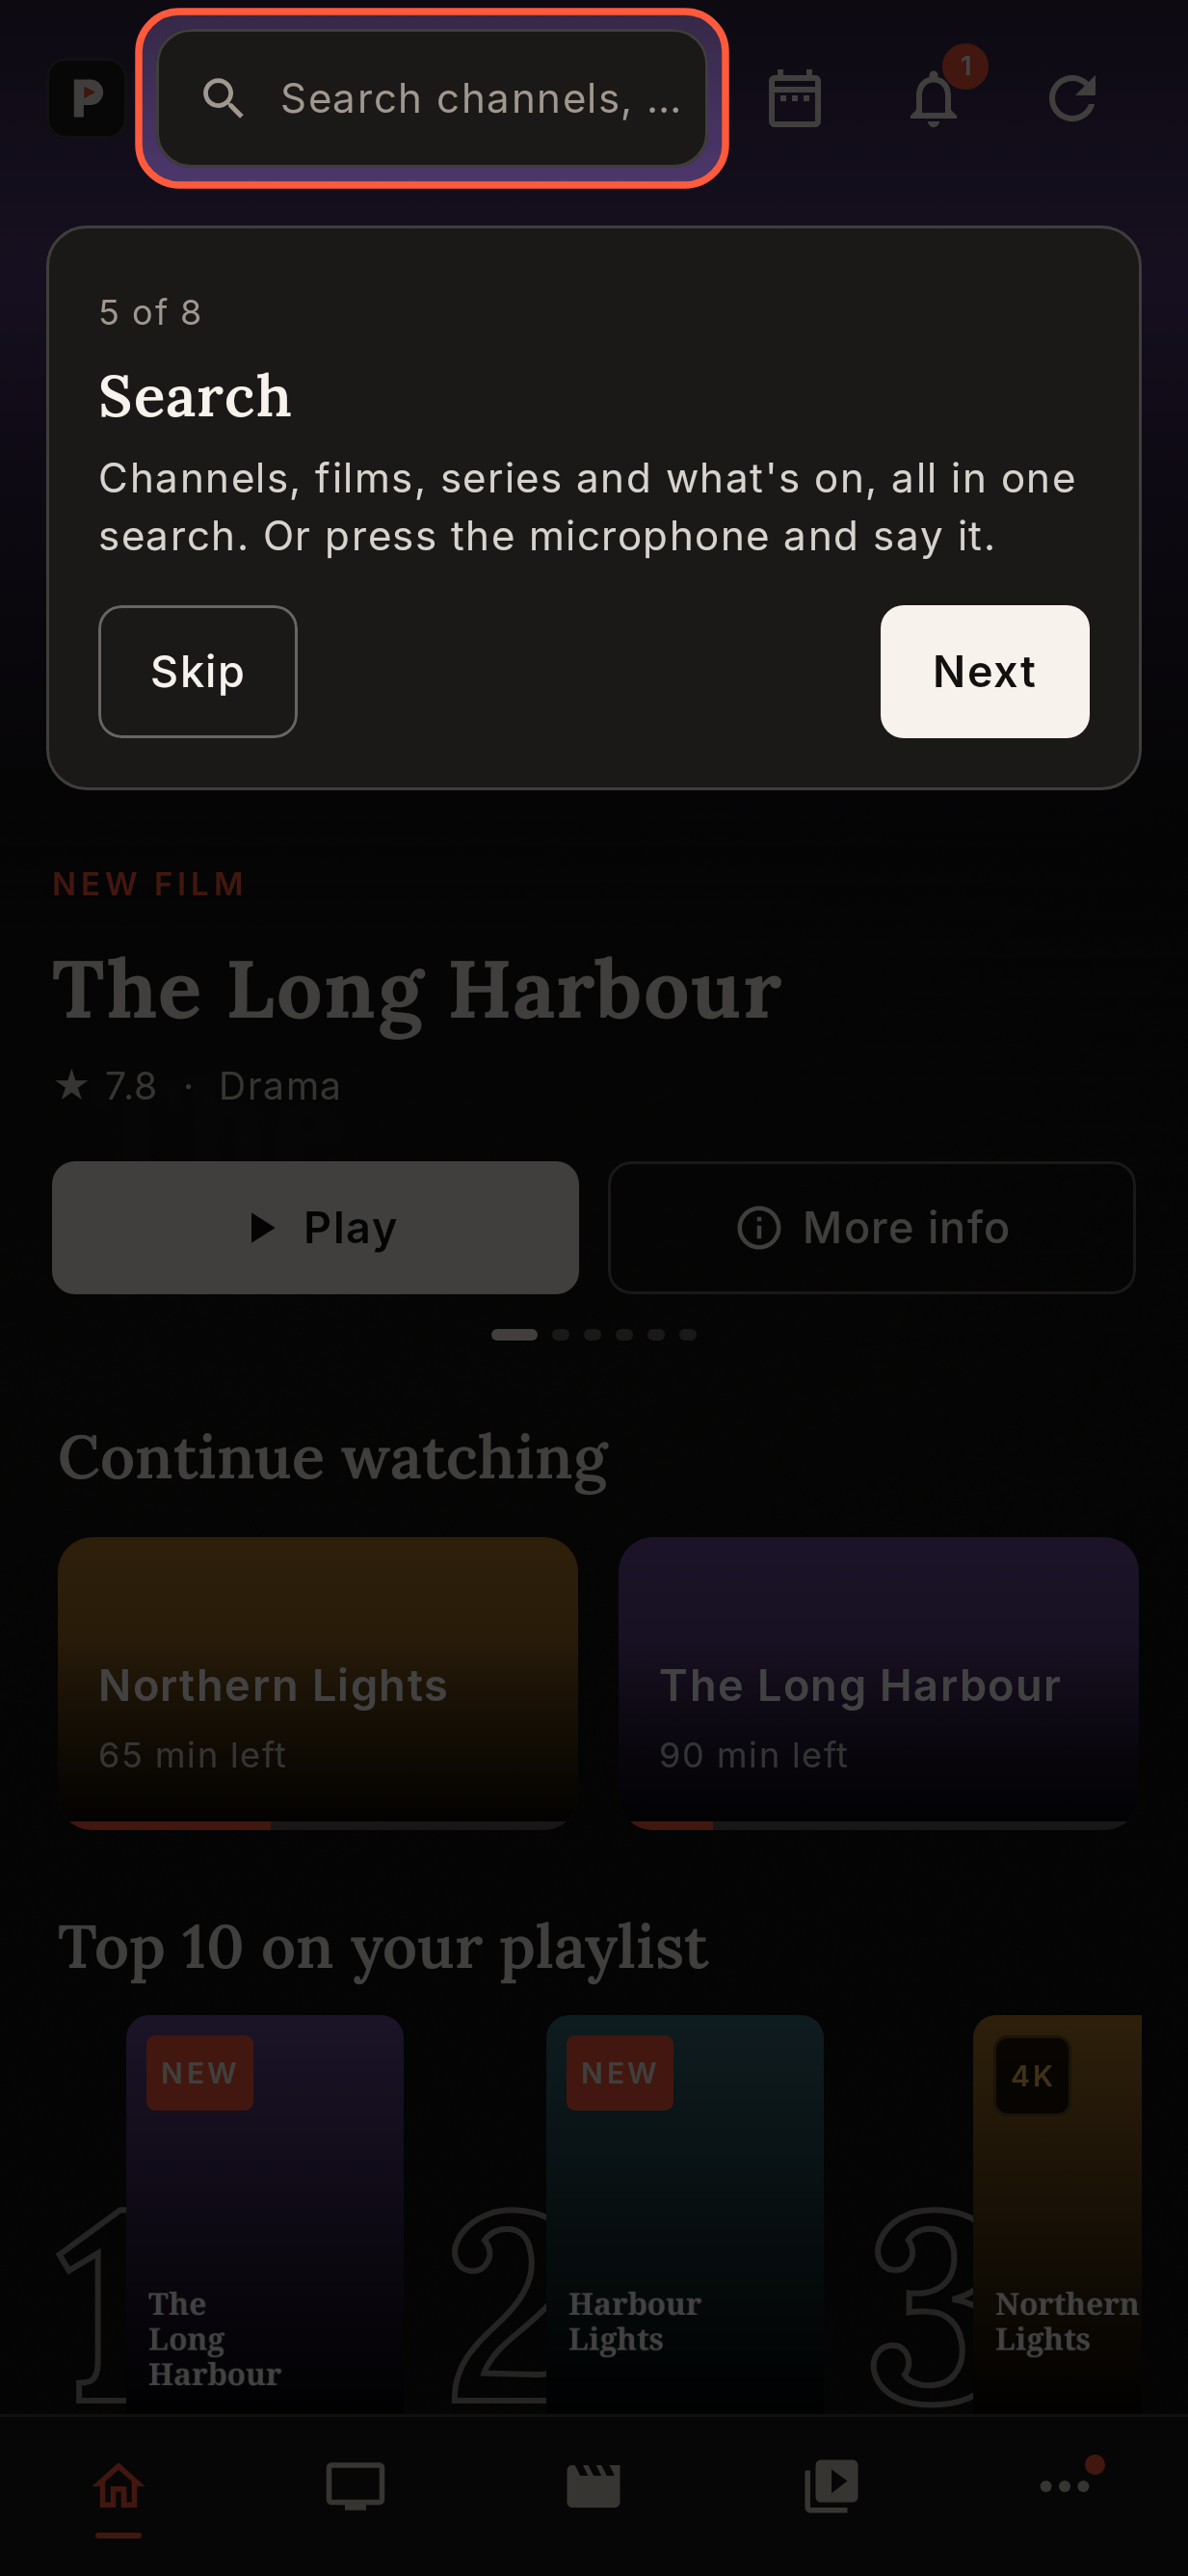 P
Search channels, ...
1
5 of 8
Search
Channels, films, series and what's on, all in one
search. Or press the microphone and say it.
Skip
Next
NEW FILM
The Long Harbour
★ 7.8 · Drama
Play
More info
Continue watching
Northern Lights
65 min left
The Long Harbour
90 min left
Top 10 on your playlist
1
NEW
The
Long
Harbour
2
NEW
Harbour
Lights
3
4K
Northern
Lights